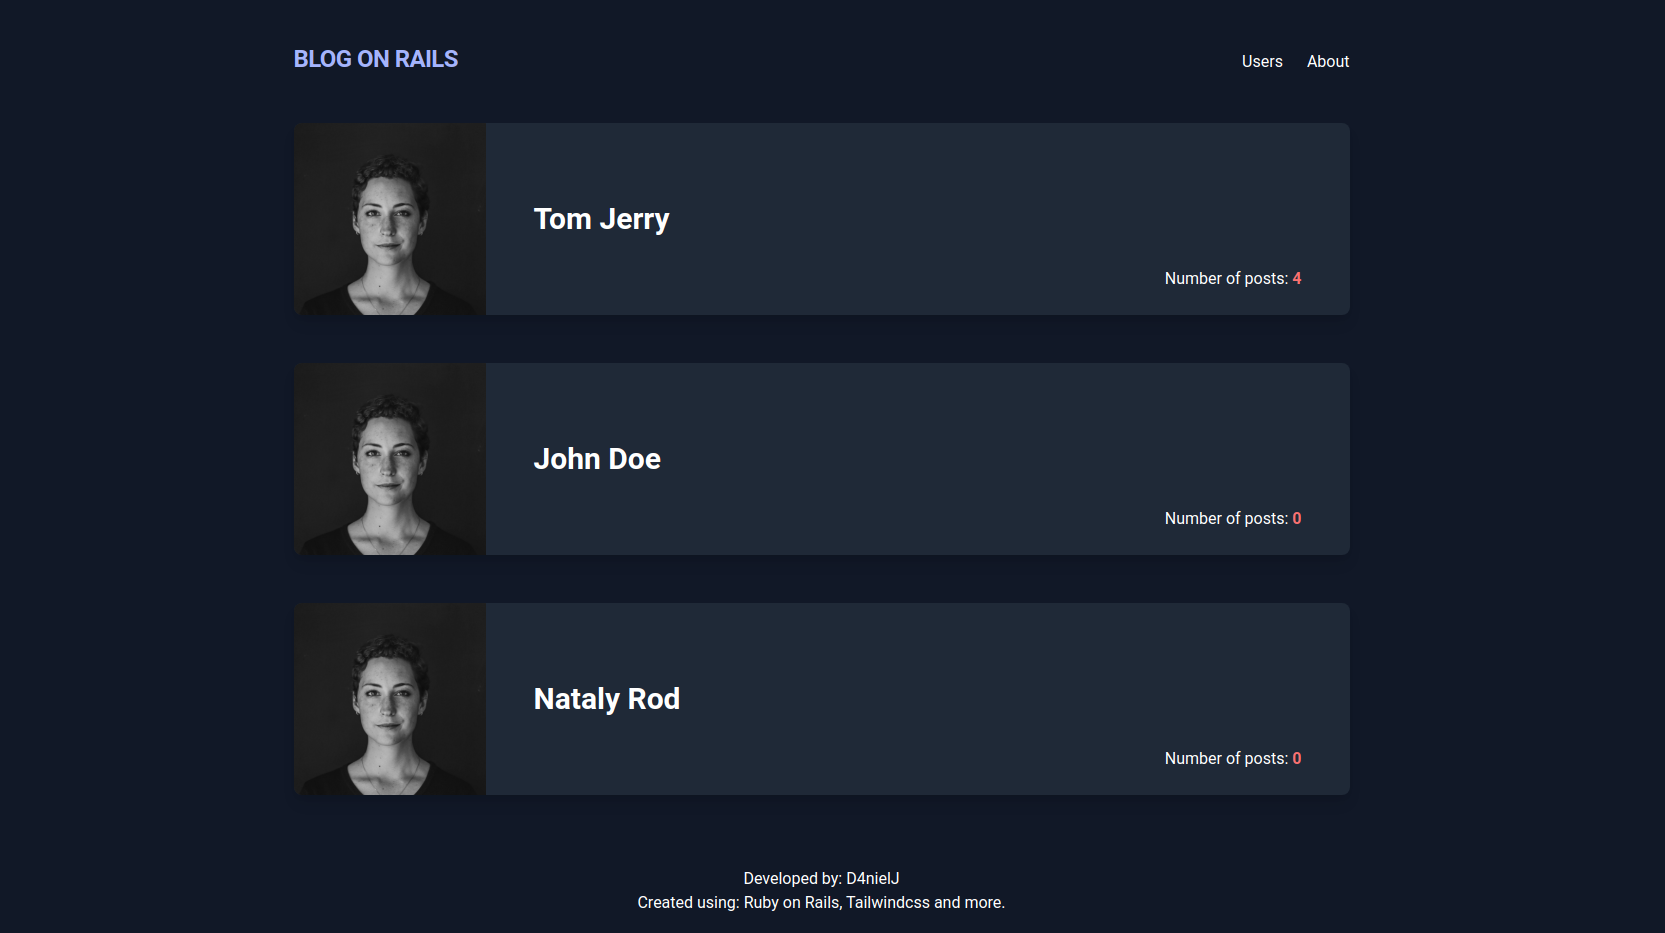 BLOG ON RAILS
Users About
Tom Jerry
Number of posts: 4
John Doe
Number of posts: 0
Nataly Rod
Number of posts: 0
Developed by: D4nielJ
Created using: Ruby on Rails, Tailwindcss and more.